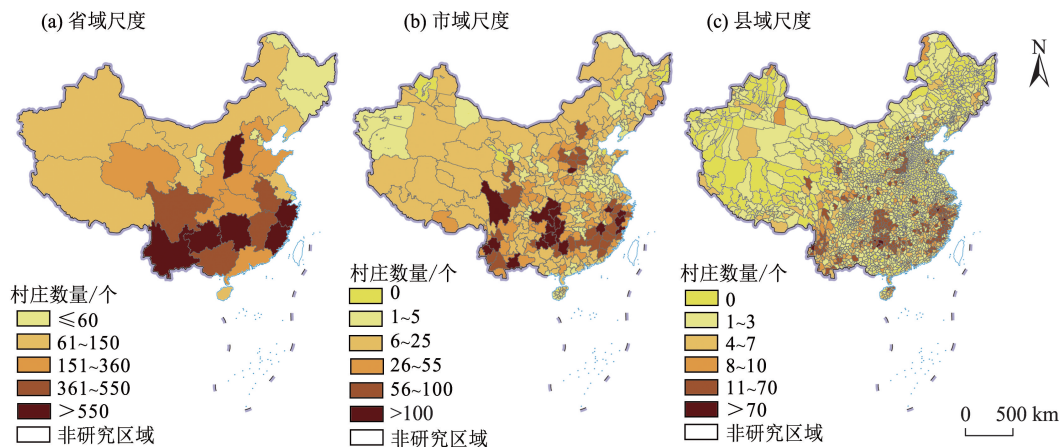 (a) 省域尺度
(b) 市域尺度
(c) 县域尺度
N
村庄数量/个
≤60
61~150
151~360
361~550
>550
非研究区域
村庄数量/个
0
1~5
6~25
26~55
56~100
>100
非研究区域
村庄数量/个
0
1~3
4~7
8~10
11~70
>70
非研究区域
0 500 km